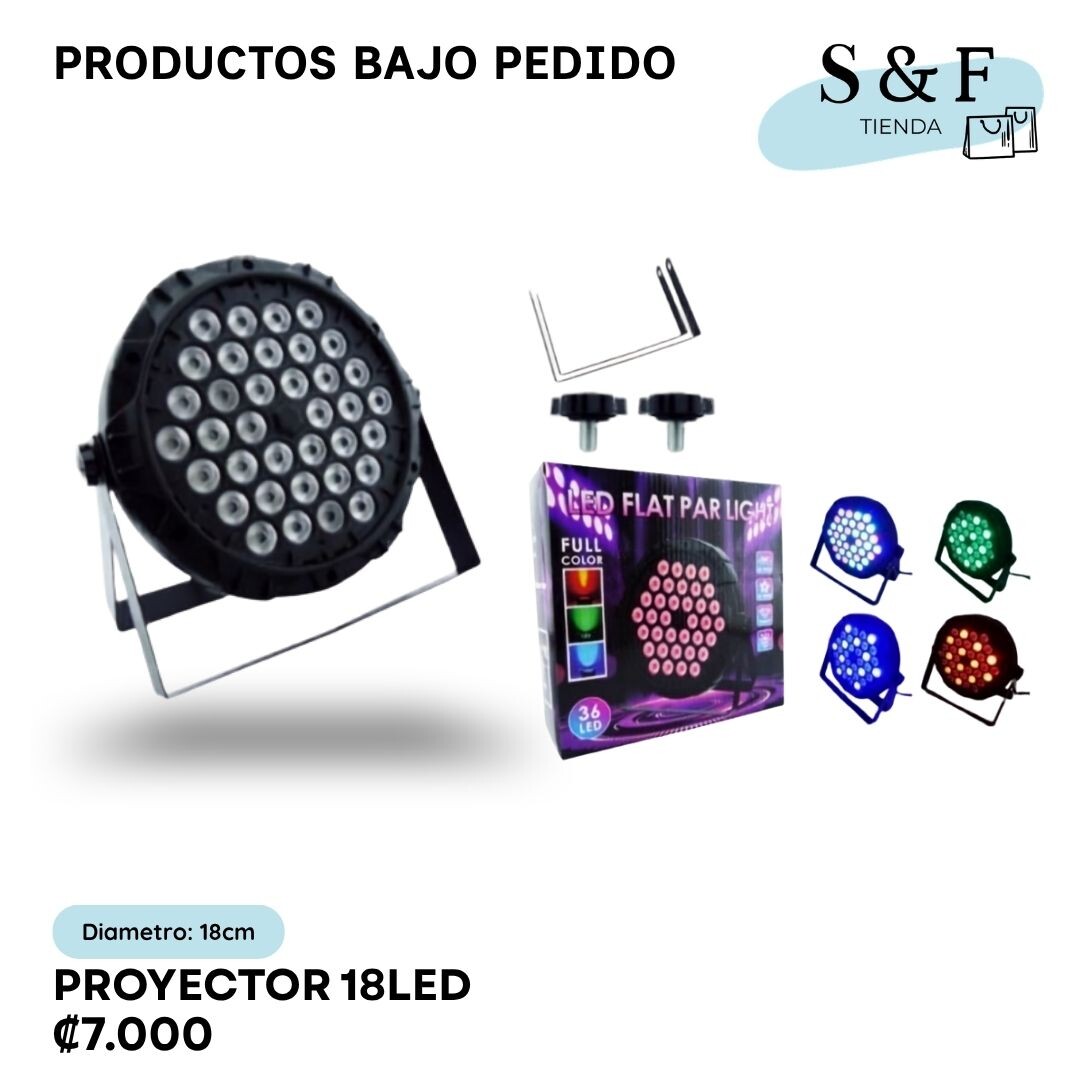 PRODUCTOS BAJO PEDIDO
S & F
TIENDA
LED FLAT PAR LIGHT
FULL
COLOR
36
LED
Diametro: 18cm
PROYECTOR 18LED
₡7.000